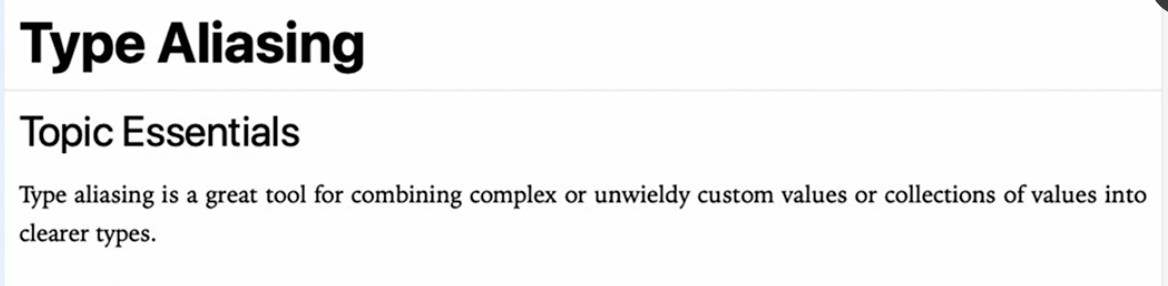 Type Aliasing
Topic Essentials
Type aliasing is a great tool for combining complex or unwieldy custom values or collections of values into
clearer types.